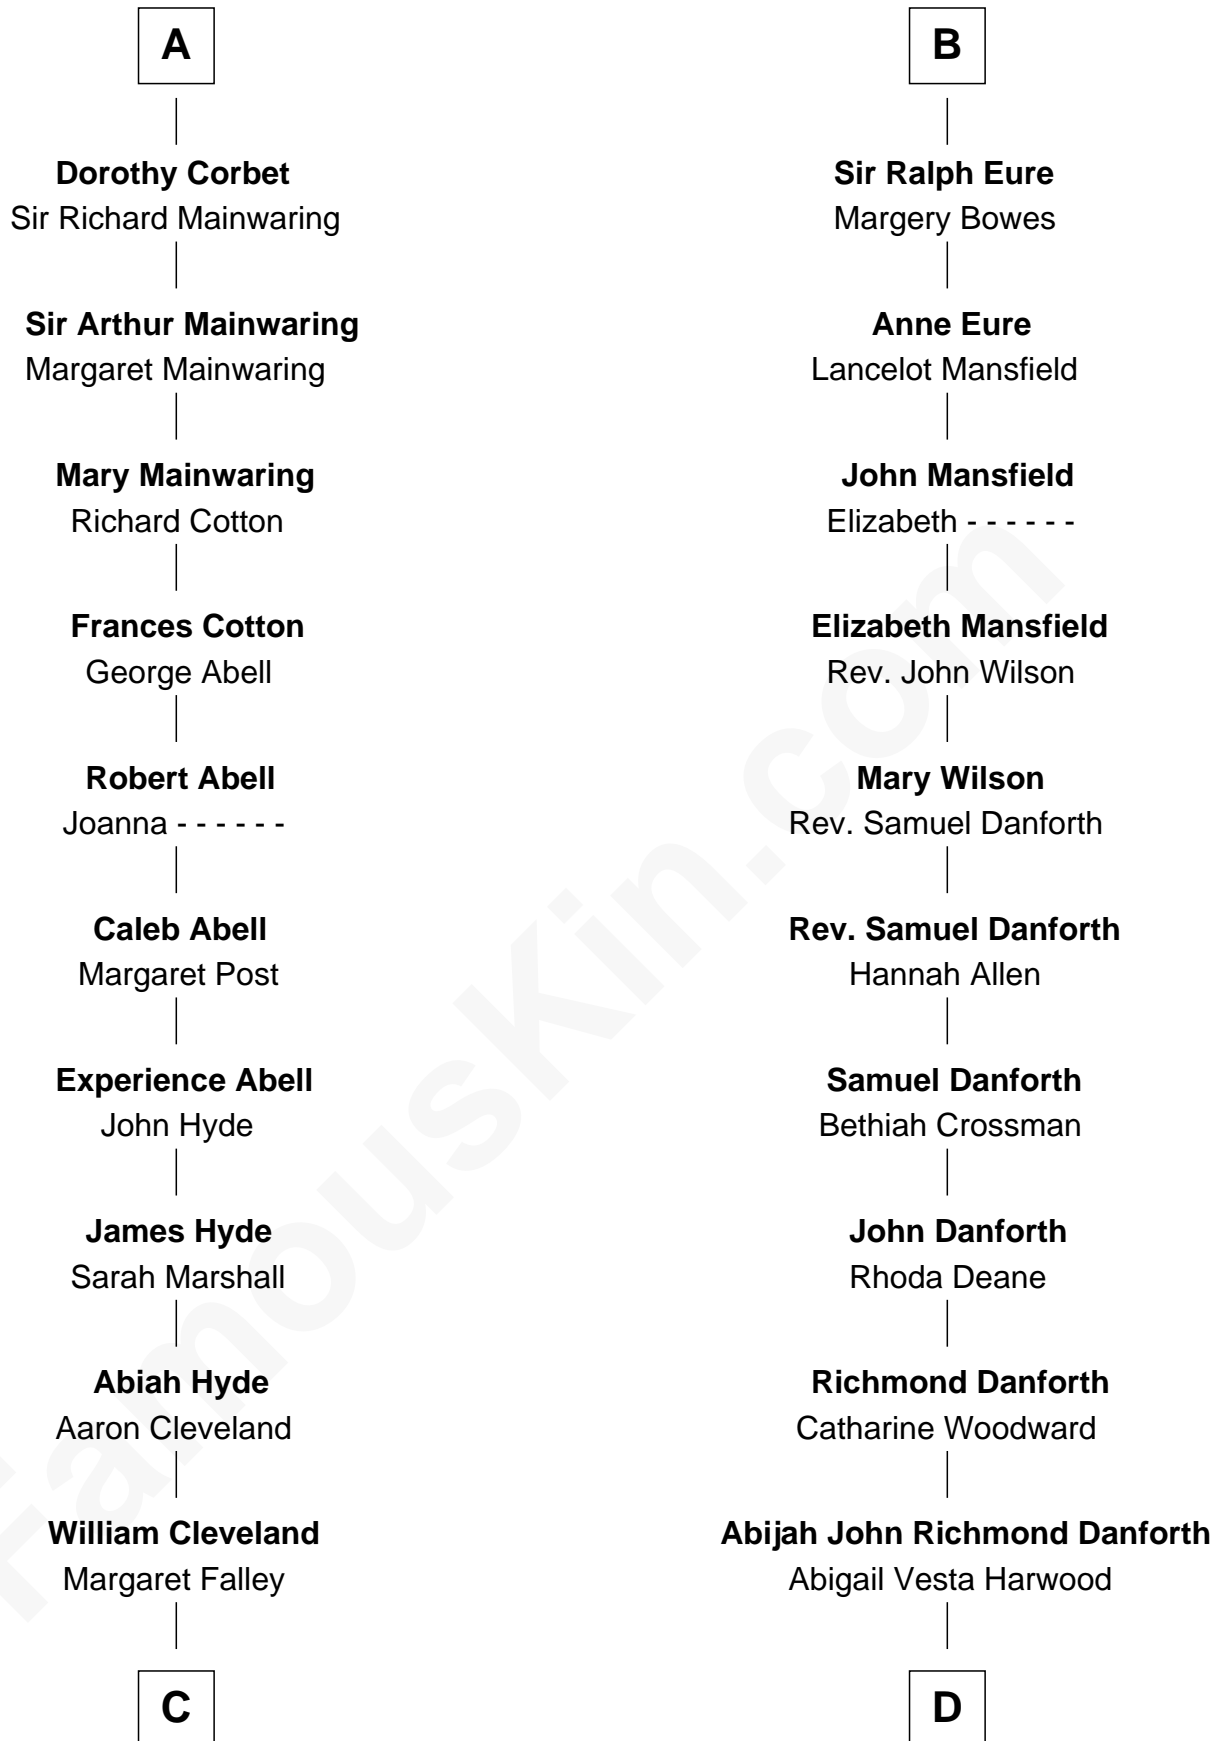 A
Dorothy Corbet
Sir Richard Mainwaring
Sir Arthur Mainwaring
Margaret Mainwaring
Mary Mainwaring
Richard Cotton
Frances Cotton
George Abell
Robert Abell
Joanna - - - - - -
Caleb Abell
Margaret Post
Experience Abell
John Hyde
James Hyde
Sarah Marshall
Abiah Hyde
Aaron Cleveland
William Cleveland
Margaret Falley
C
B
Sir Ralph Eure
Margery Bowes
Anne Eure
Lancelot Mansfield
John Mansfield
Elizabeth - - - - - -
Elizabeth Mansfield
Rev. John Wilson
Mary Wilson
Rev. Samuel Danforth
Rev. Samuel Danforth
Hannah Allen
Samuel Danforth
Bethiah Crossman
John Danforth
Rhoda Deane
Richmond Danforth
Catharine Woodward
Abijah John Richmond Danforth
Abigail Vesta Harwood
D
FamousKin.com